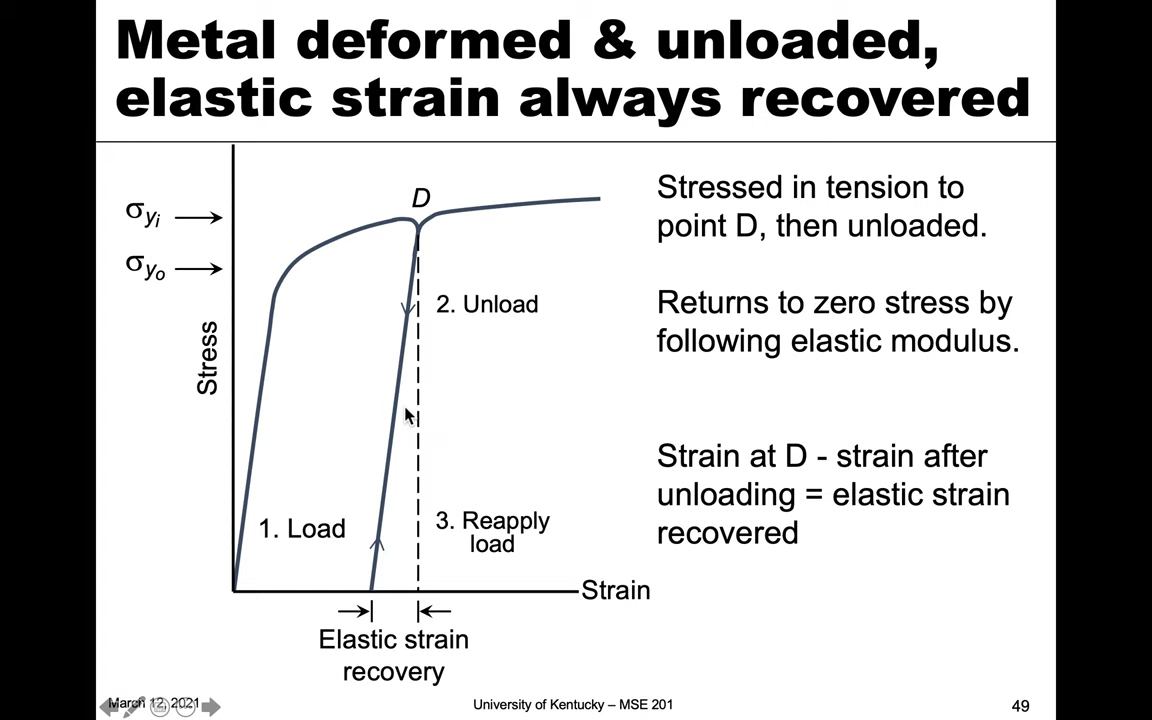 Metal deformed & unloaded,
elastic strain always recovered
σyi
σyo
Stress
D
2. Unload
1. Load
3. Reapply
load
Strain
Elastic strain
recovery
Stressed in tension to
point D, then unloaded.
Returns to zero stress by
following elastic modulus.
Strain at D - strain after
unloading = elastic strain
recovered
March 12, 2021
University of Kentucky – MSE 201
49